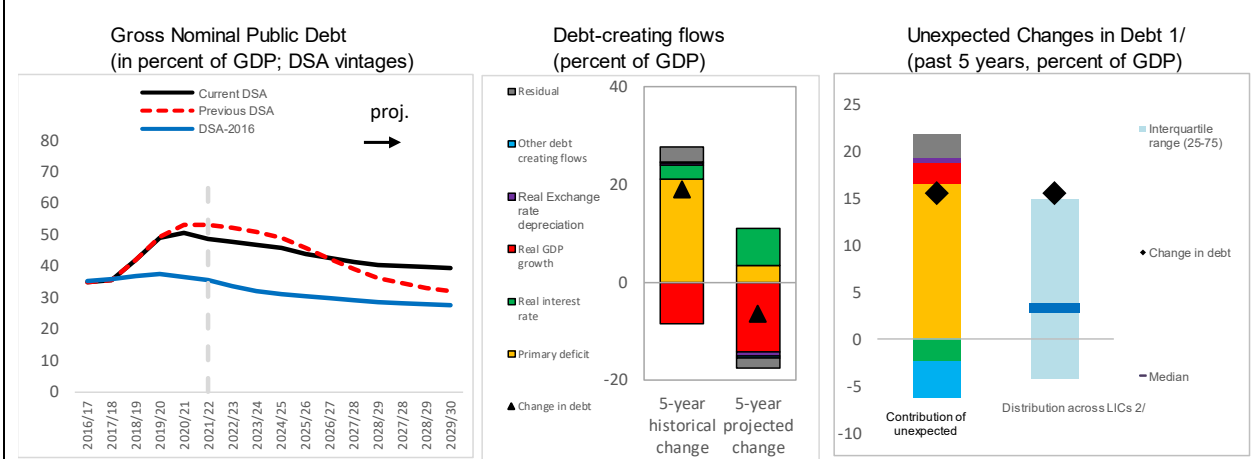 Gross Nominal Public Debt
(in percent of GDP; DSA vintages)
Current DSA
Previous DSA
DSA-2016
proj.
80
70
60
50
40
30
20
10
0
2016/17
2017/18
2018/19
2019/20
2020/21
2021/22
2022/23
2023/24
2024/25
2025/26
2026/27
2027/28
2028/29
2027/28
2028/29
2029/30
Debt-creating flows
(percent of GDP)
Residual
Other debt
creating flows
Real Exchange
rate
depreciation
Real GDP
growth
Real interest
rate
Primary deficit
Change in debt
40
20
0
-20
5-year
historical
change
5-year
projected
change
Unexpected Changes in Debt 1/
(past 5 years, percent of GDP)
25
20
15
10
5
0
-5
-10
Contribution of
unexpected
Distribution across LICs 2/
Interquartile
range (25-75)
Change in debt
Median